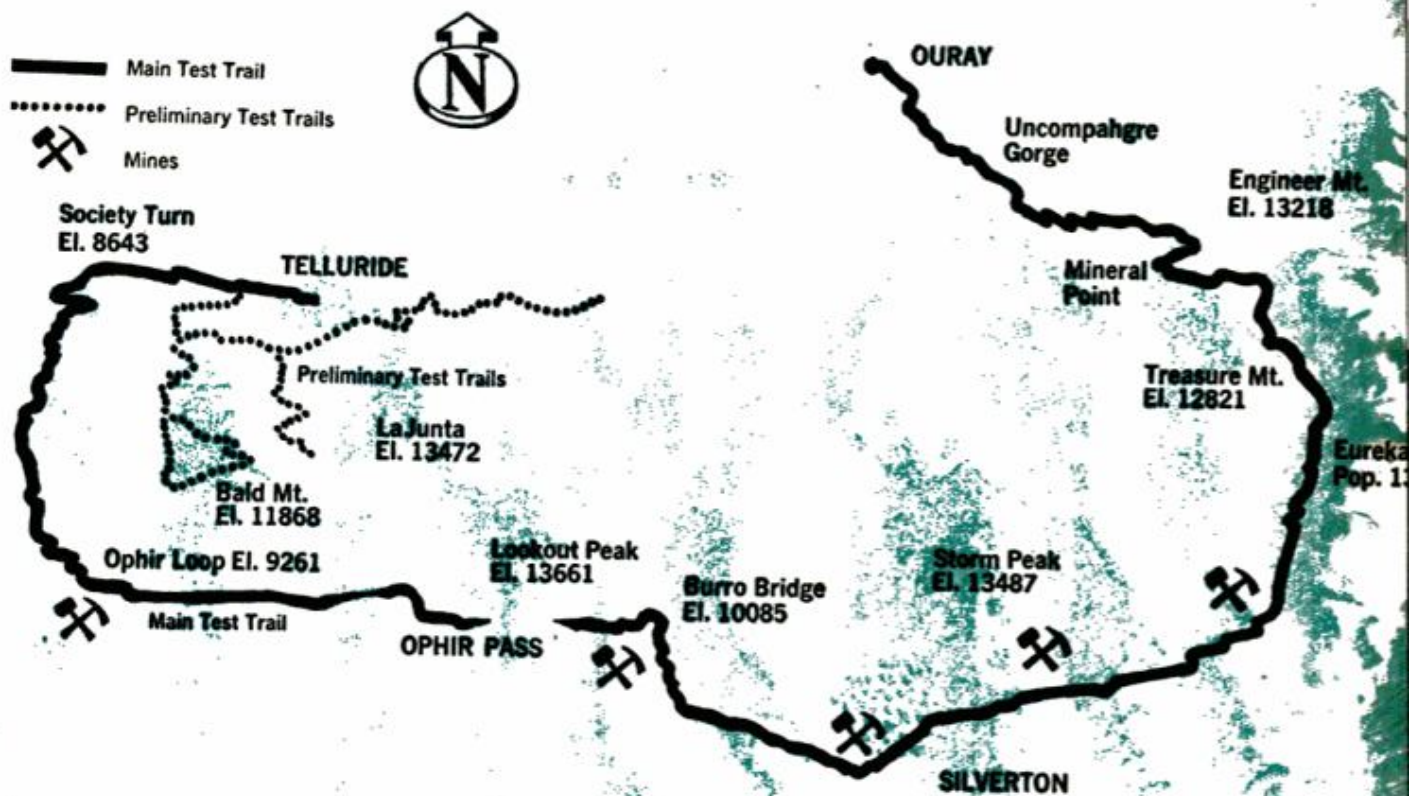 Main Test Trail
Preliminary Test Trails
Mines
N
OURAY
Uncompahgre
Gorge
Engineer Mt.
El. 13218
Society Turn
El. 8643
TELLURIDE
Mineral
Point
Preliminary Test Trails
Treasure Mt.
El. 12821
LaJunta
El. 13472
Eureka
Pop.
Bald Mt.
El. 11868
Ophir Loop El. 9261
Lookout Peak
El. 13661
Storm Peak
El. 13487
Burro Bridge
El. 10085
Main Test Trail
OPHIR PASS
SILVERTON